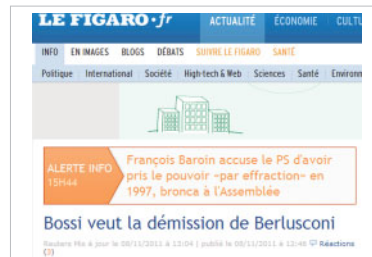 LE FIGARO·fr ACTUALITÉ ÉCONOMIE CULTU
INFO EN IMAGES BLOGS DÉBATS SUIVRE LE FIGARO SANTÉ
Politique International Société High-tech & Web Sciences Santé Environn
ALERTE INFO
15H44
François Baroin accuse le PS d'avoir
pris le pouvoir «par effraction» en
1997, bronca à l'Assemblée
Bossi veut la démission de Berlusconi
Reuters Mis à jour le 08/11/2011 à 13:04 | publié le 08/11/2011 à 12:48 Réactions
(3)